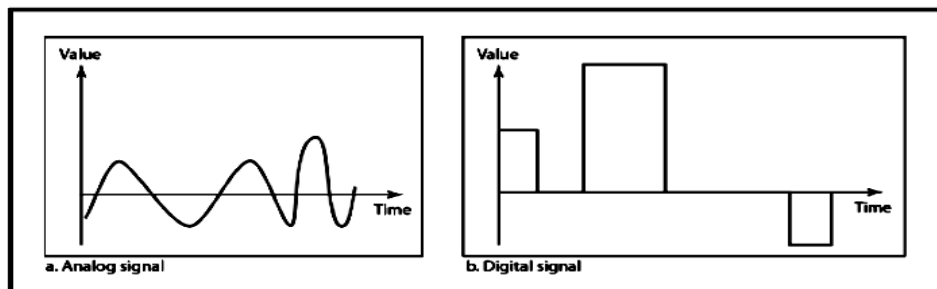 Value
Time
a. Analog signal
Value
Time
b. Digital signal